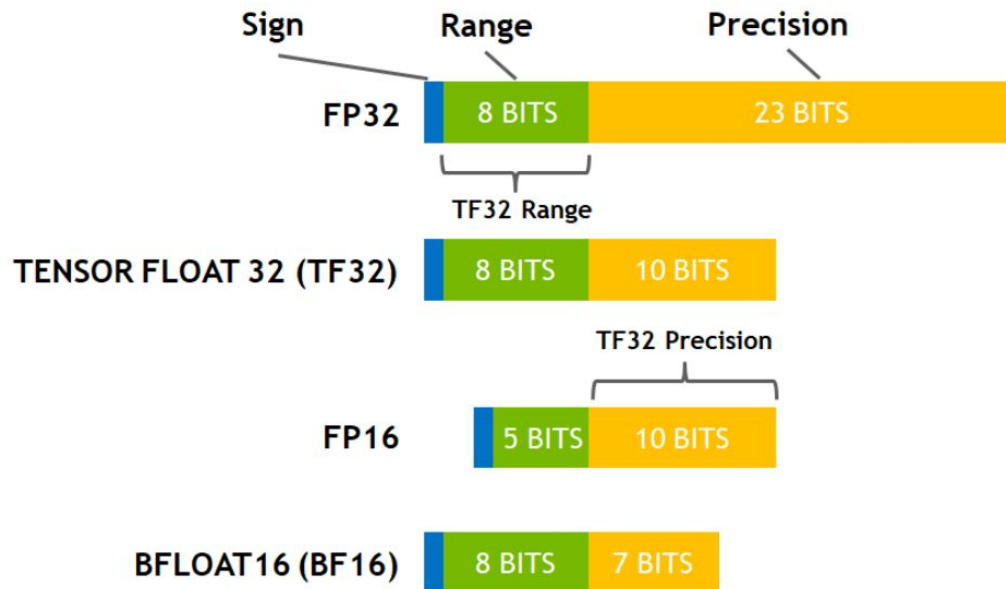 Sign Range Precision
FP32 8 BITS 23 BITS
TF32 Range
TENSOR FLOAT 32 (TF32) 8 BITS 10 BITS
TF32 Precision
FP16 5 BITS 10 BITS
BFLOAT16 (BF16) 8 BITS 7 BITS